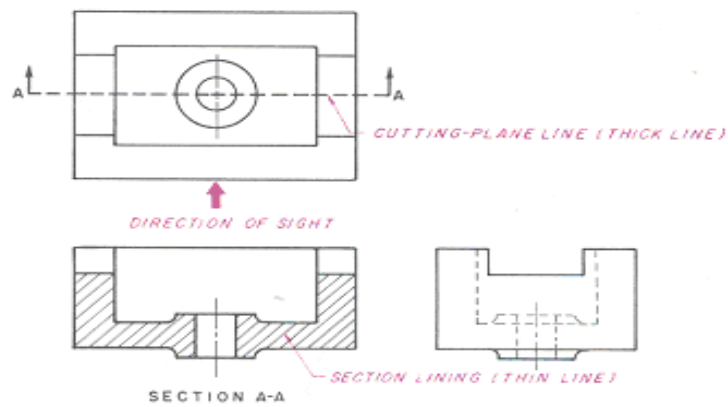 A A
CUTTING-PLANE LINE (THICK LINE)
DIRECTION OF SIGHT
SECTION LINING (THIN LINE)
SECTION A-A